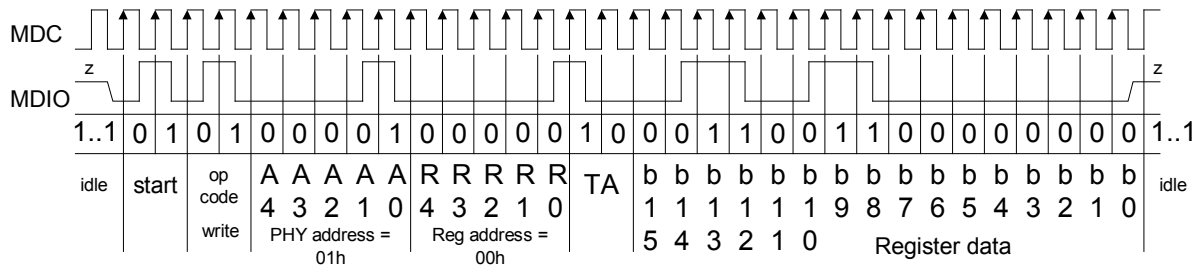 MDC
z z
MDIO
1..1 0 1 0 1 0 0 0 0 1 0 0 0 0 0 1 0 0 0 1 1 0 0 1 1 0 0 0 0 0 0 0 0 1..1
idle start op code write A A A A A R R R R R TA b b b b b b b b b b b b b b b b idle
4 3 2 1 0 4 3 2 1 0 1 1 1 1 1 1 9 8 7 6 5 4 3 2 1 0
5 4 3 2 1 0
PHY address = 01h
Reg address = 00h
Register data